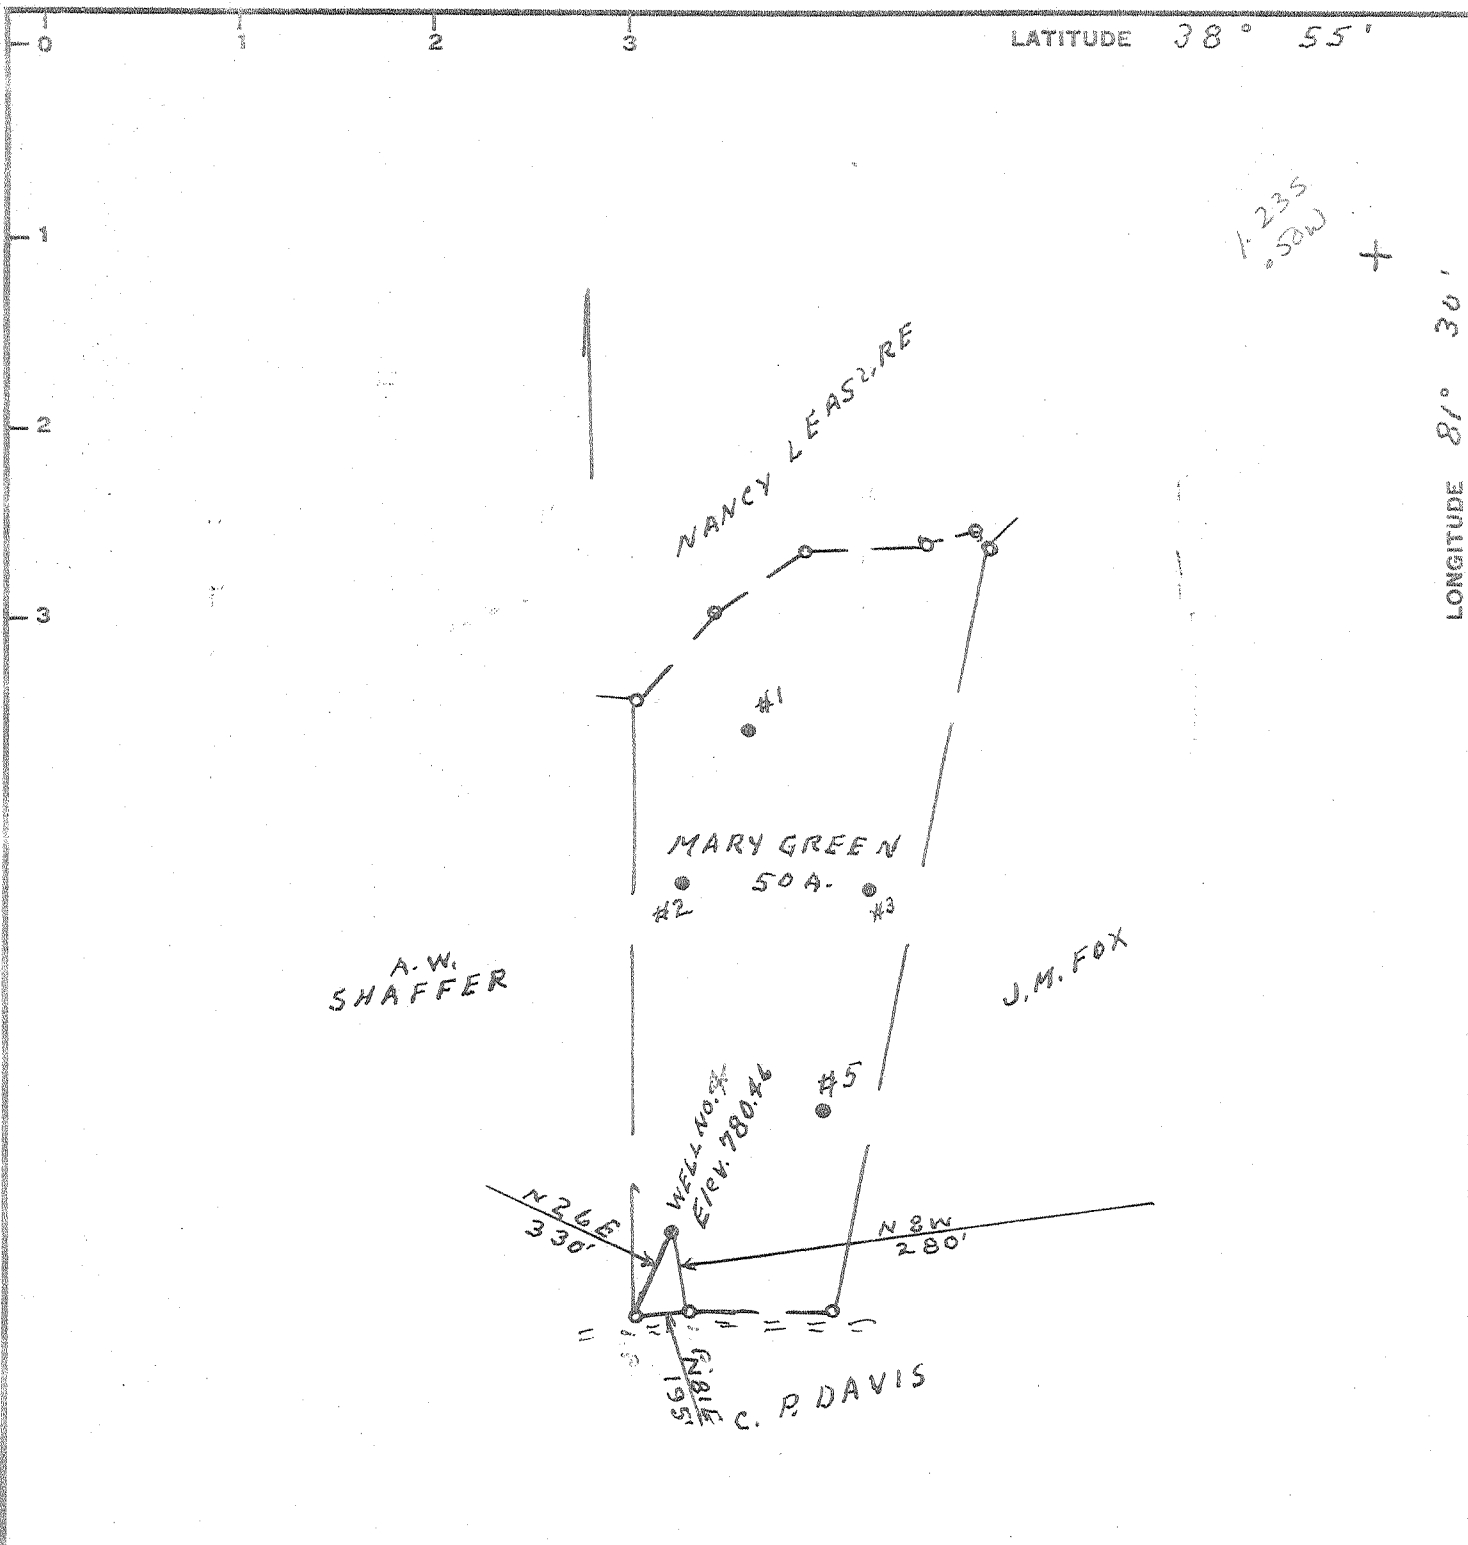 0
1
2
3
LATITUDE 38° 55'
1.23S
.50W
+
1
2
3
LONGITUDE 81° 30'
NANCY LEASURE
#1
MARY GREEN
50 A.
#2
#3
A. W.
SHAFFER
J. M. FOX
#5
WELL NO. 4
Elev. 780.46
N 26 E
330'
N 8 W
280'
N 81 E
195'
C. P. DAVIS